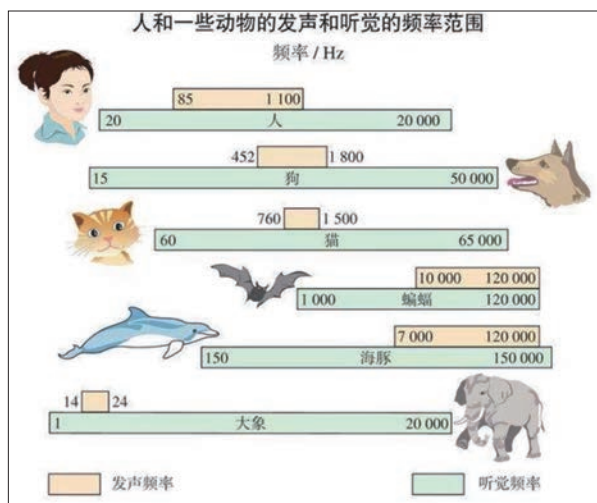 人和一些动物的发声和听觉的频率范围
频率 / Hz
85 1 100
20 人 20 000
452 1 800
15 狗 50 000
760 1 500
60 猫 65 000
10 000 120 000
1 000 蝙蝠 120 000
7 000 120 000
150 海豚 150 000
14 24
1 大象 20 000
发声频率 听觉频率